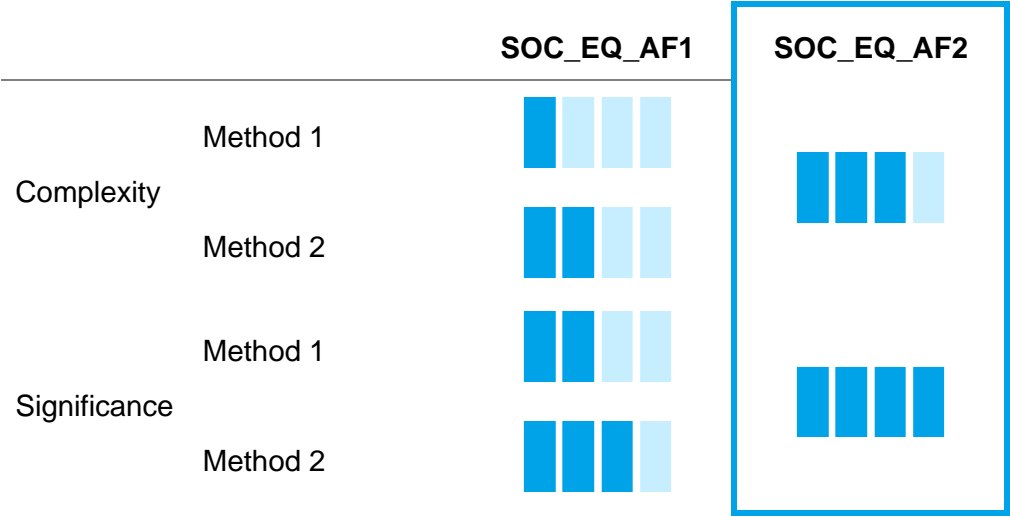 SOC_EQ_AF1 SOC_EQ_AF2
Method 1
Complexity
Method 2
Method 1
Significance
Method 2